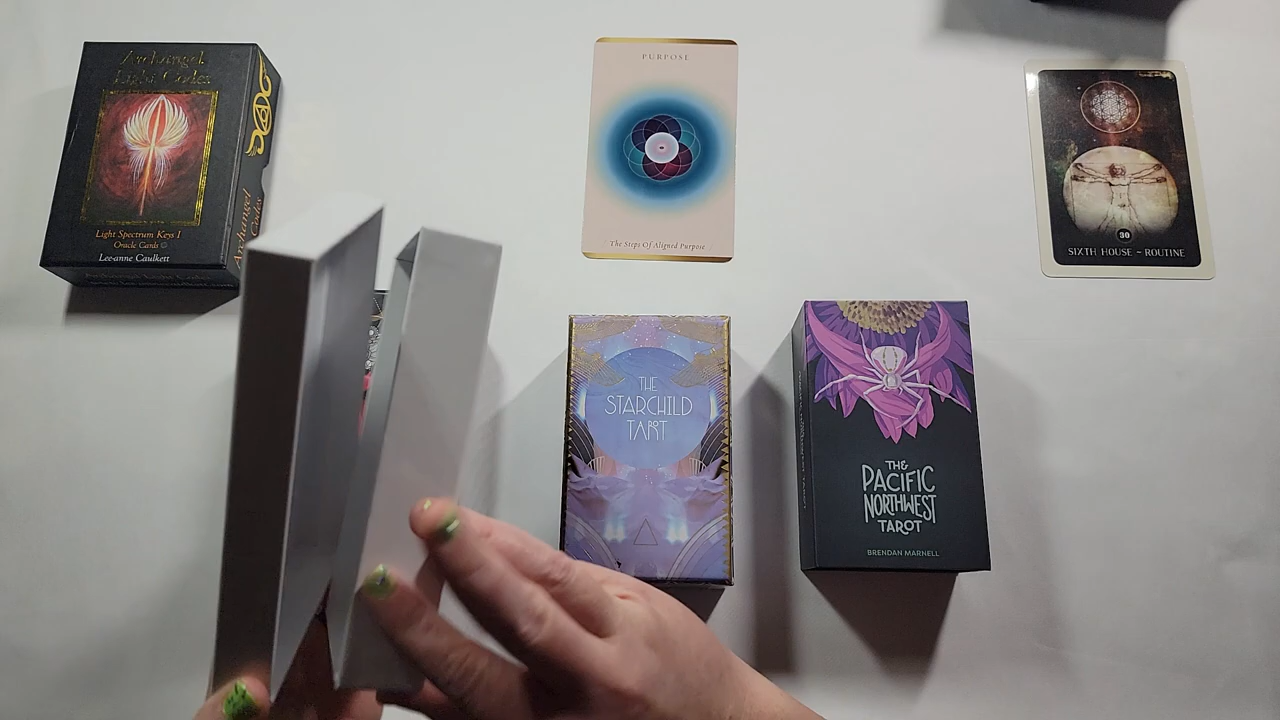 Archangel
Light Codes
Light Spectrum Keys I
Oracle Cards
Lee-anne Caulkett
Archangel
Codes
PURPOSE
The Steps Of Aligned Purpose
30
SIXTH HOUSE - ROUTINE
THE
STARCHILD
TAROT
THE
PACIFIC
NORTHWEST
TAROT
BRENDAN MARNELL